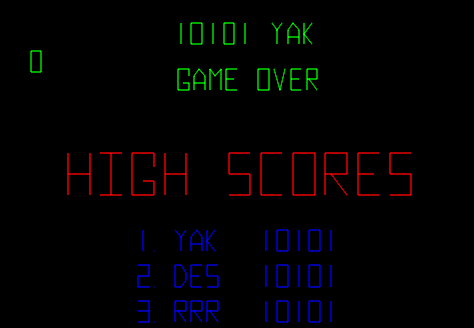 10101 YAK
0
GAME OVER
HIGH SCORES
1. YAK 10101
2. DES 10101
3. RRR 10101